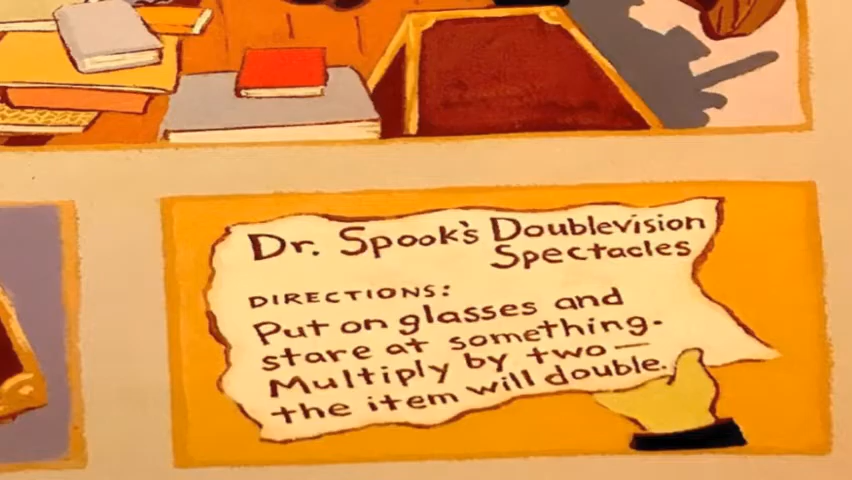 Dr. Spook's Doublevision
Spectacles
DIRECTIONS:
Put on glasses and
stare at something.
Multiply by two—
the item will double.